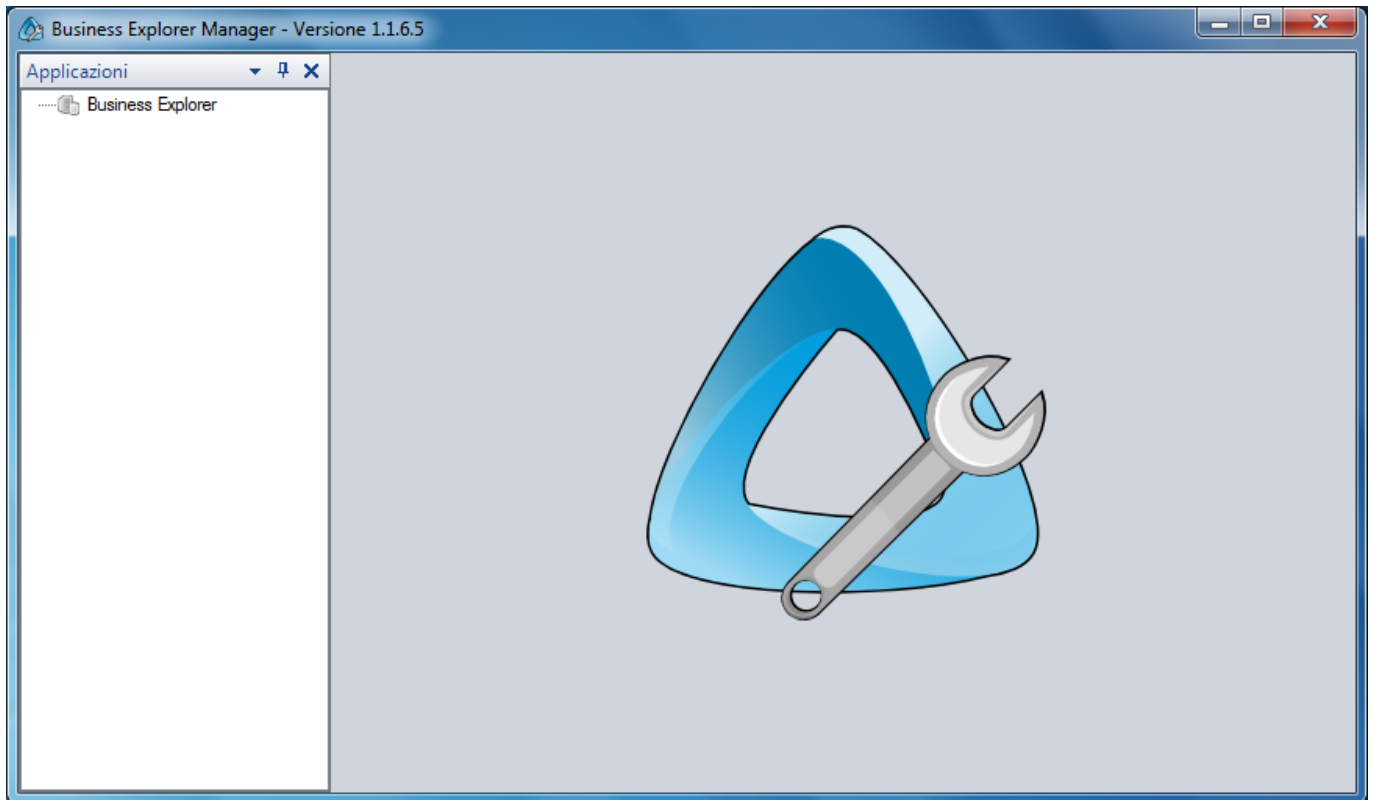 Business Explorer Manager - Versione 1.1.6.5
Applicazioni
Business Explorer